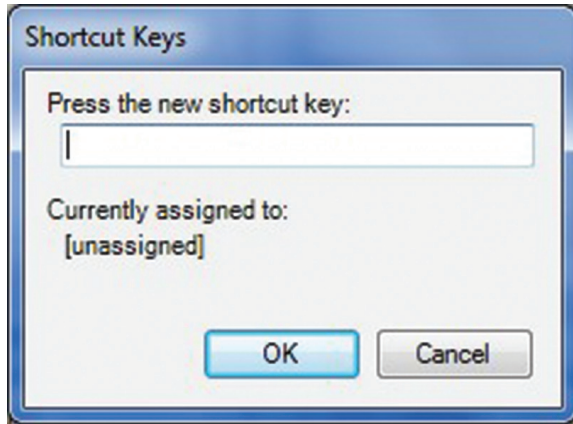 Shortcut Keys
Press the new shortcut key:
Currently assigned to:
[unassigned]
OK
Cancel